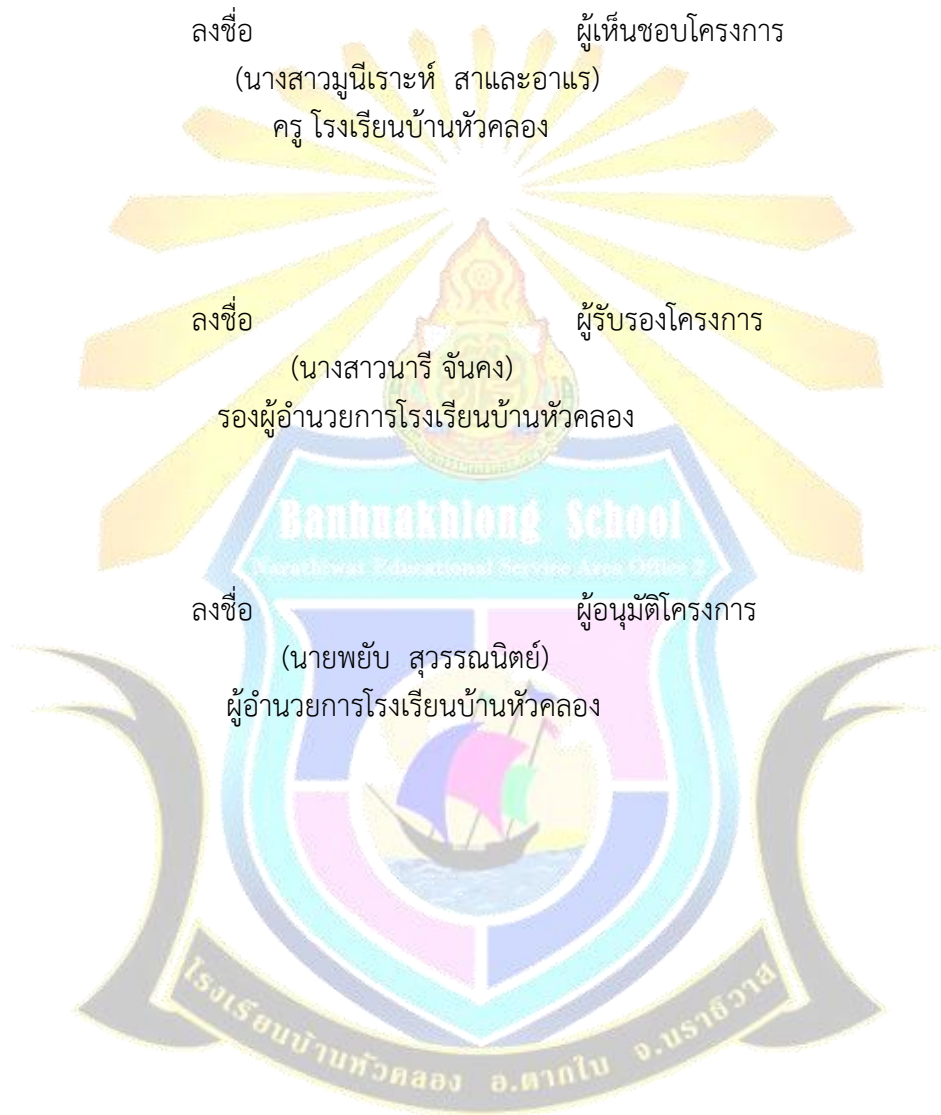 ลงชื่อ ผู้เห็นชอบโครงการ
(นางสาวมูนีเราะห์ สาและอาแร)
ครู โรงเรียนบ้านหัวคลอง
ลงชื่อ ผู้รับรองโครงการ
(นางสาวนารี จันคง)
รองผู้อำนวยการโรงเรียนบ้านหัวคลอง
Banhuakhlong School
Narathiwat Educational Service Area Office 2
ลงชื่อ ผู้อนุมัติโครงการ
(นายพยับ สุวรรณนิตย์)
ผู้อำนวยการโรงเรียนบ้านหัวคลอง
โรงเรียนบ้านหัวคลอง อ.ตากใบ จ.นราธิวาส